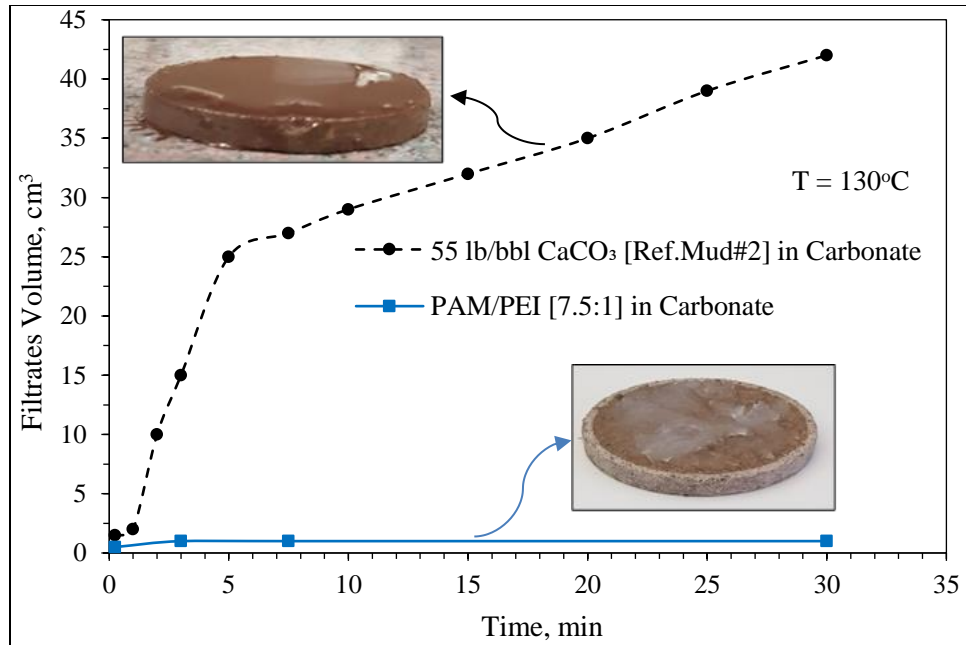 45
40
35
30
25
20
15
10
5
0
Filtrates Volume, cm³
T = 130ᵒC
55 lb/bbl CaCO₃ [Ref.Mud#2] in Carbonate
PAM/PEI [7.5:1] in Carbonate
0 5 10 15 20 25 30 35
Time, min